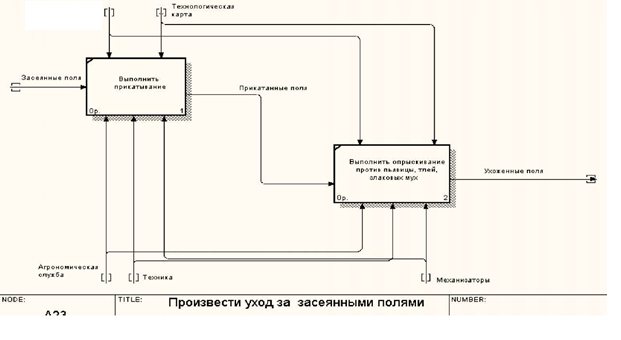 Технологическая
карта
Засеянные поля
Выполнить
прикатывание
0р.
1
Прикатанные поля
Выполнить опрыскивание
против пьявицы, тлей,
злаковых мух
0р.
2
Ухоженные поля
Агрономическая
служба
Техника
Механизаторы
NODE:
TITLE:
Произвести уход за засеянными полями
NUMBER:
A23